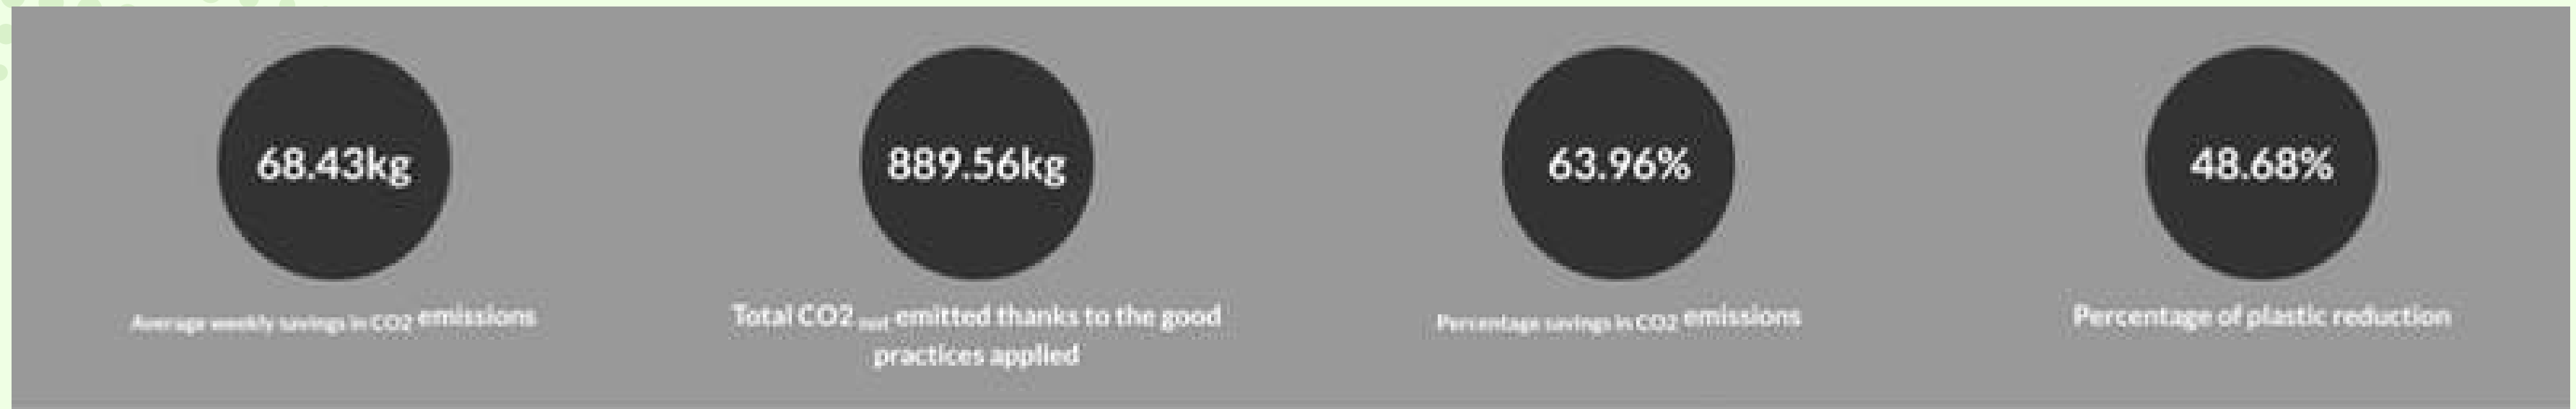 68.43kg
889.56kg
63.96%
48.68%
Average weekly savings in CO2 emissions
Total CO2 not emitted thanks to the good
practices applied
Percentage savings in CO2 emissions
Percentage of plastic reduction